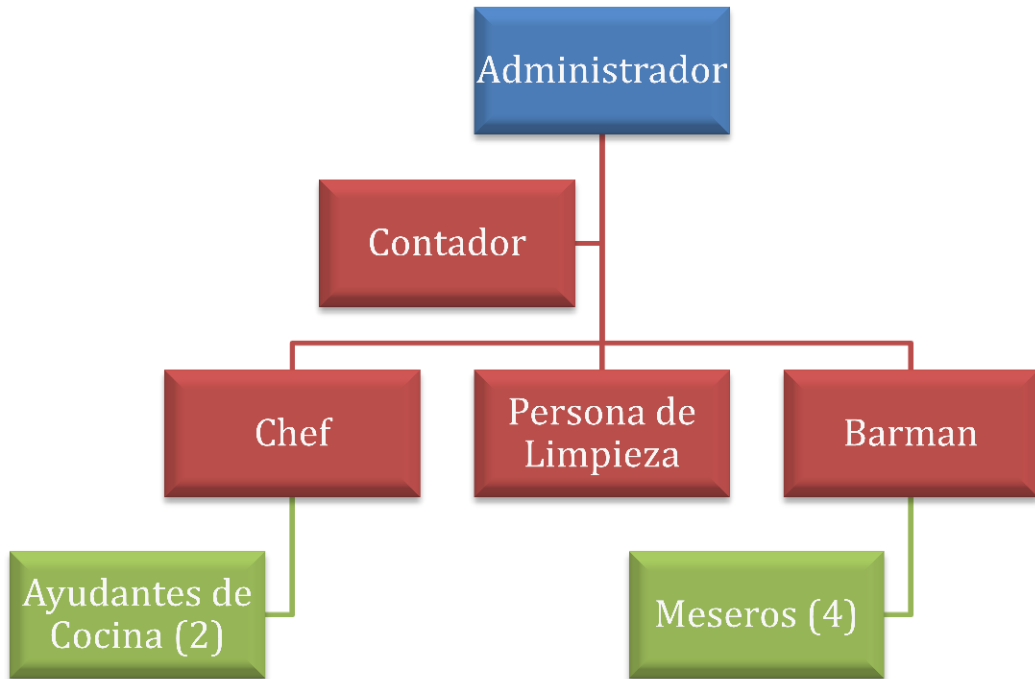 Administrador
Contador
Chef
Persona de
Limpieza
Barman
Ayudantes de
Cocina (2)
Meseros (4)